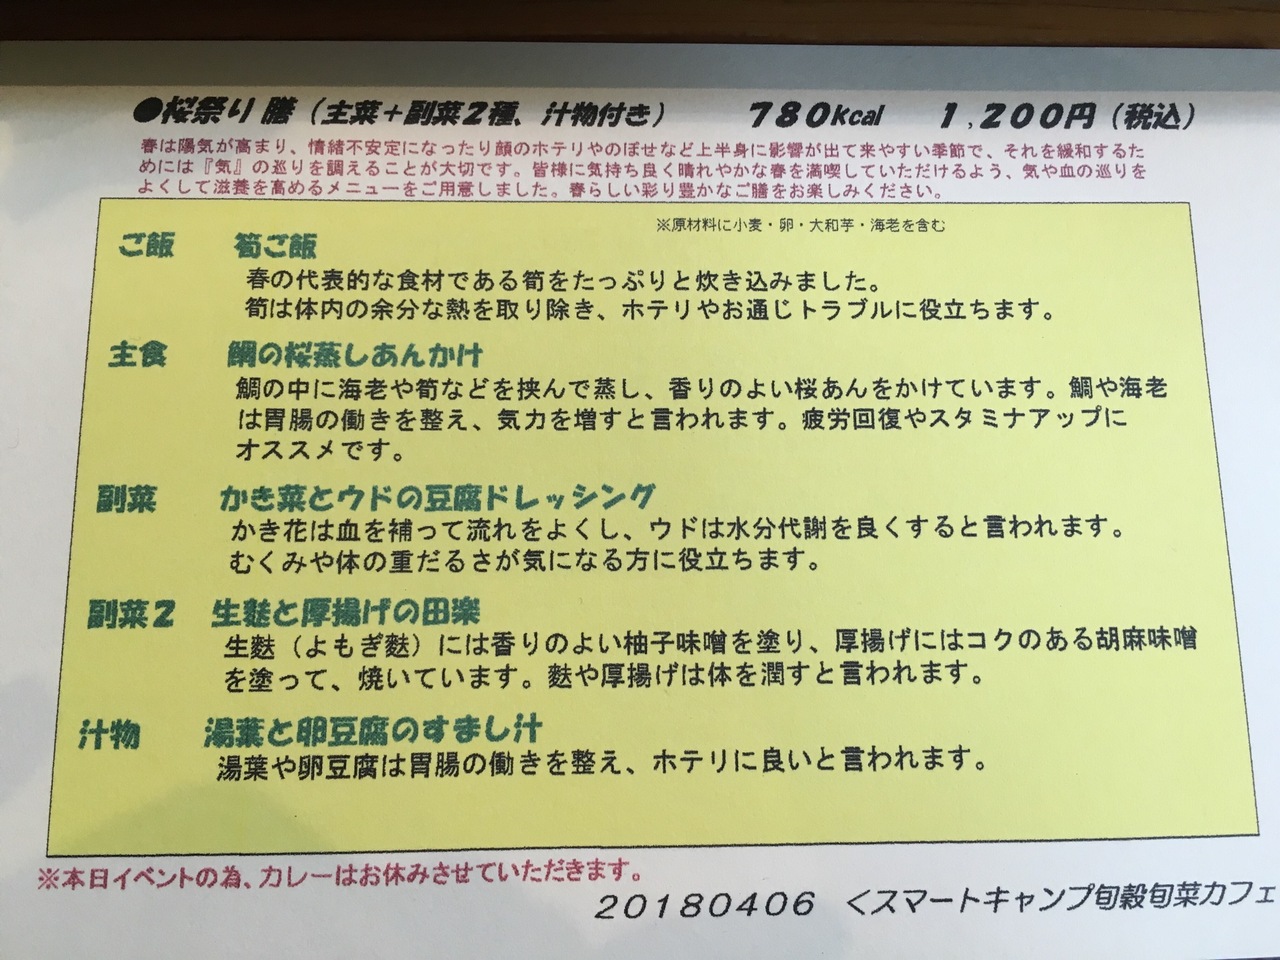 ●桜祭り膳（主菜＋副菜２種、汁物付き） ７８０Kcal １,２００円（税込）
春は陽気が高まり、情緒不安定になったり顔のホテリやのぼせなど上半身に影響が出て来やすい季節で、それを緩和するた
めには『気』の巡りを調えることが大切です。皆様に気持ち良く晴れやかな春を満喫していただけるよう、気や血の巡りを
よくして滋養を高めるメニューをご用意しました。春らしい彩り豊かなご膳をお楽しみください。
※原材料に小麦・卵・大和芋・海老を含む
ご飯 筍ご飯
春の代表的な食材である筍をたっぷりと炊き込みました。
筍は体内の余分な熱を取り除き、ホテリやお通じトラブルに役立ちます。
主食 鯛の桜蒸しあんかけ
鯛の中に海老や筍などを挟んで蒸し、香りのよい桜あんをかけています。鯛や海老
は胃腸の働きを整え、気力を増すと言われます。疲労回復やスタミナアップに
オススメです。
副菜 かき菜とウドの豆腐ドレッシング
かき花は血を補って流れをよくし、ウドは水分代謝を良くすると言われます。
むくみや体の重だるさが気になる方に役立ちます。
副菜２ 生麩と厚揚げの田楽
生麩（よもぎ麩）には香りのよい柚子味噌を塗り、厚揚げにはコクのある胡麻味噌
を塗って、焼いています。麩や厚揚げは体を潤すと言われます。
汁物 湯葉と卵豆腐のすまし汁
湯葉や卵豆腐は胃腸の働きを整え、ホテリに良いと言われます。
※本日イベントの為、カレーはお休みさせていただきます。
20180406 ＜スマートキャンプ旬穀旬菜カフェ